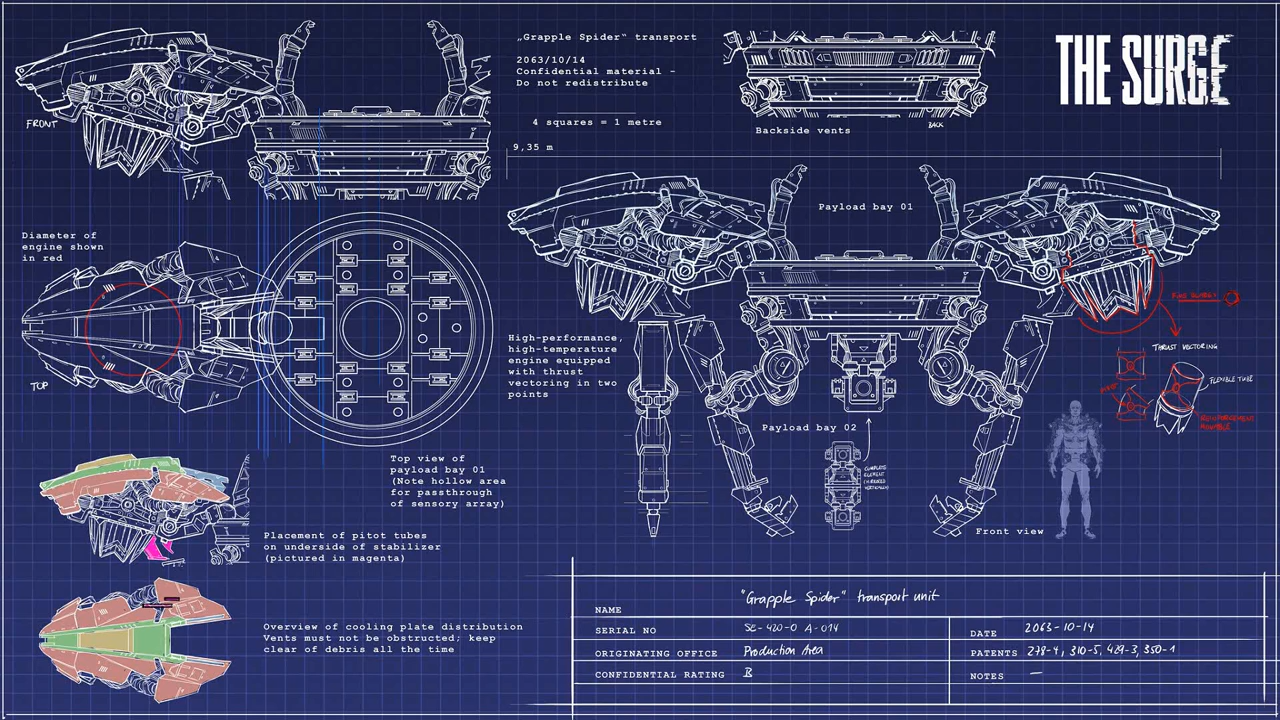 „Grapple Spider“ transport
2063/10/14
Confidential material -
Do not redistribute
4 squares = 1 metre
9,35 m
THE SURGE
FRONT
Backside vents
BACK
Payload bay 01
Diameter of
engine shown
in red
TOP
High-performance,
high-temperature
engine equipped
with thrust
vectoring in two
points
THRUST VECTORING
FLEXIBLE TUBE
Payload bay 02
COMPLETE
ELEMENT
Top view of
payload bay 01
(Note hollow area
for passthrough
of sensory array)
Front view
Placement of pitot tubes
on underside of stabilizer
(pictured in magenta)
Overview of cooling plate distribution
Vents must not be obstructed; keep
clear of debris all the time
NAME "Grapple Spider" transport unit
SERIAL NO SE-420-0 A-014
ORIGINATING OFFICE Production Area
CONFIDENTIAL RATING B
DATE 2063-10-14
PATENTS 278-4, 310-5, 429-3, 350-1
NOTES —